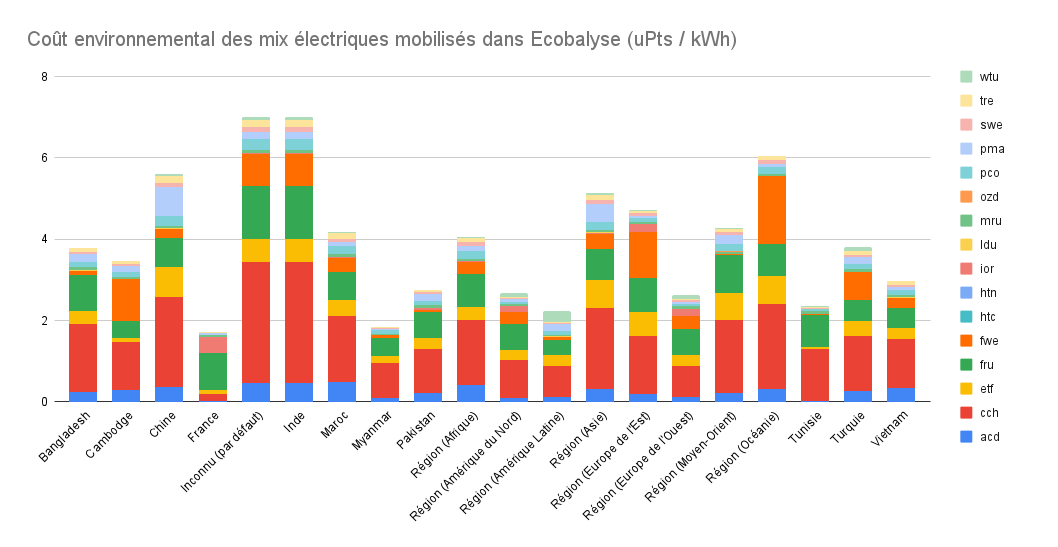 Coût environnemental des mix électriques mobilisés dans Ecobalyse (uPts / kWh)
8
6
4
2
0
Bangladesh
Cambodge
Chine
France
Inconnu (par défaut)
Inde
Maroc
Myanmar
Pakistan
Région (Afrique)
Région (Amérique du Nord)
Région (Amérique Latine)
Région (Asie)
Région (Europe de l'Est)
Région (Europe de l'Ouest)
Région (Moyen-Orient)
Région (Océanie)
Tunisie
Turquie
Vietnam
wtu
tre
swe
pma
pco
ozd
mru
ldu
ior
htn
htc
fwe
fru
etf
cch
acd